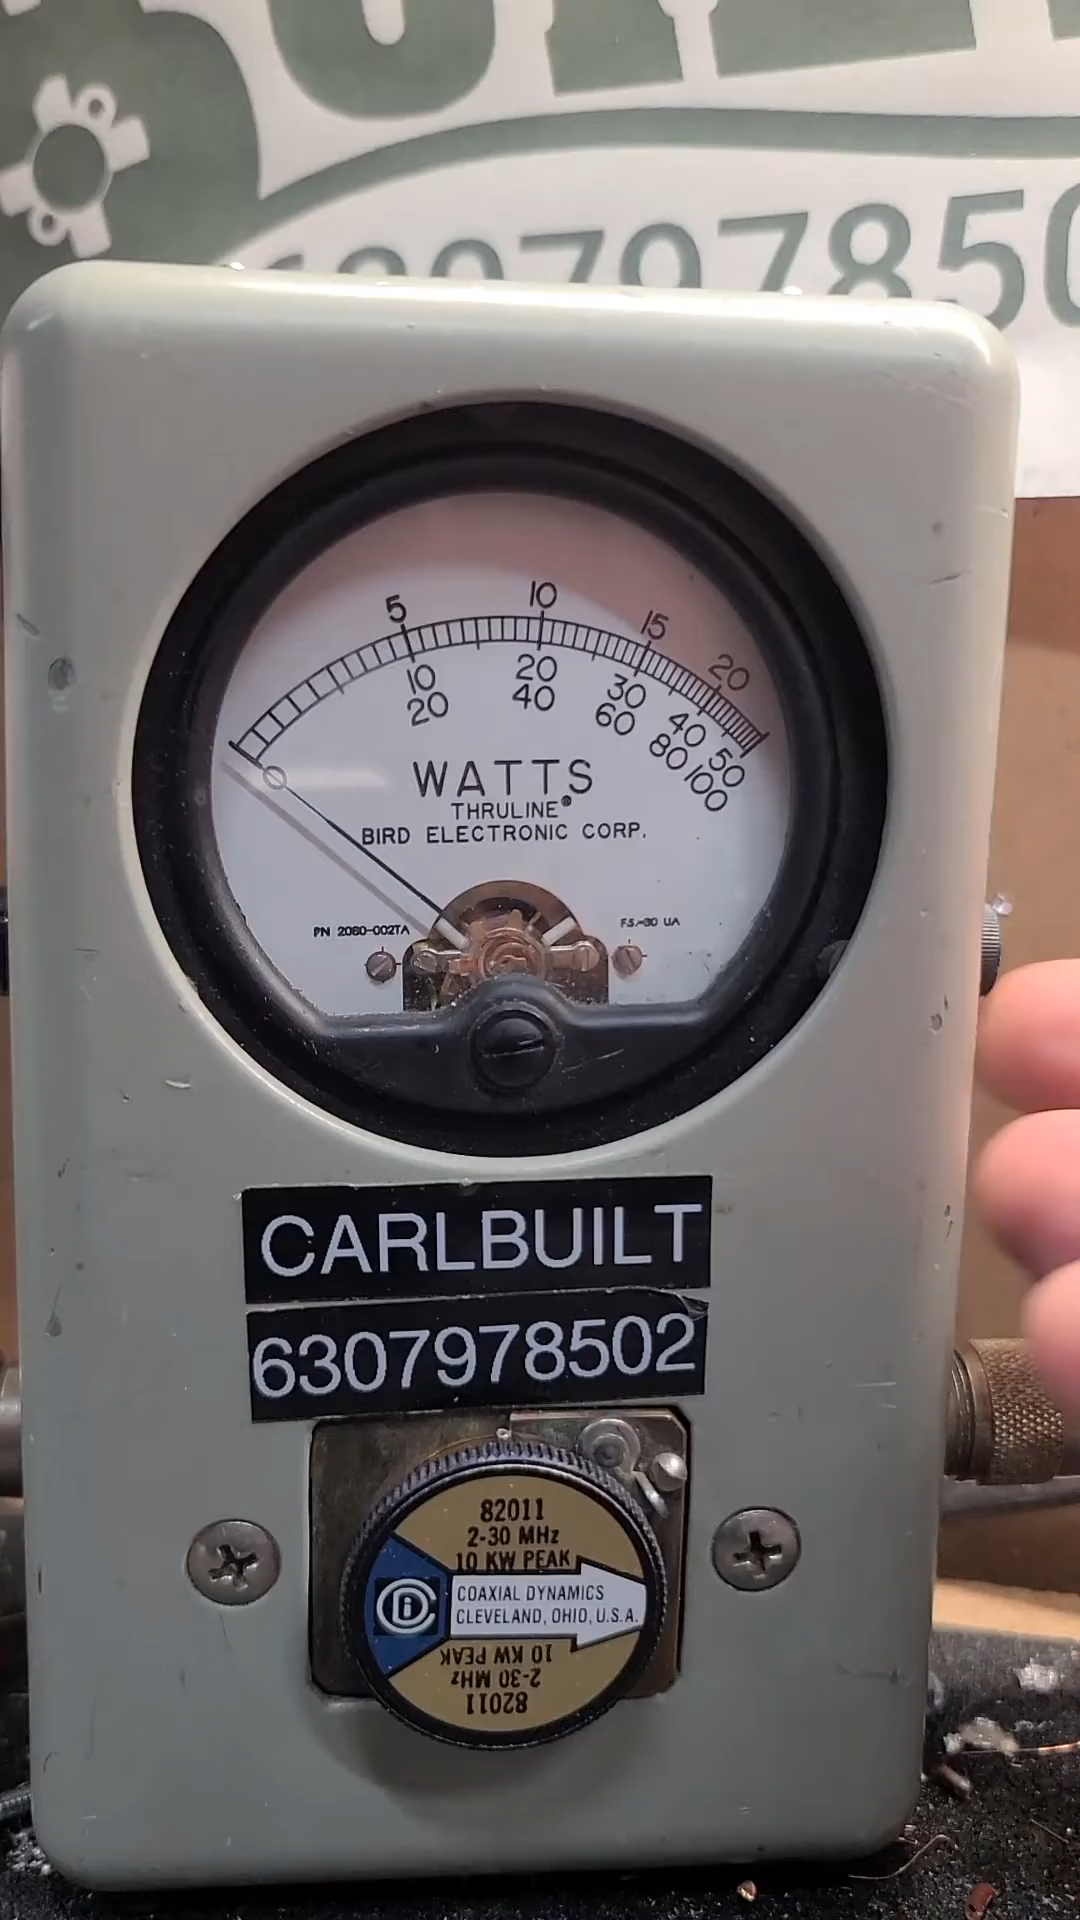 630797850
5 10 15 20
10 20 30 40 50
20 40 60 80 100
0
WATTS
THRULINE®
BIRD ELECTRONIC CORP.
PN 2080-002TA
F.S.=30 UA
CARLBUILT
6307978502
82011
2-30 MHz
10 KW PEAK
COAXIAL DYNAMICS
CLEVELAND, OHIO, U.S.A.
10 KW PEAK
2-30 MHz
82011